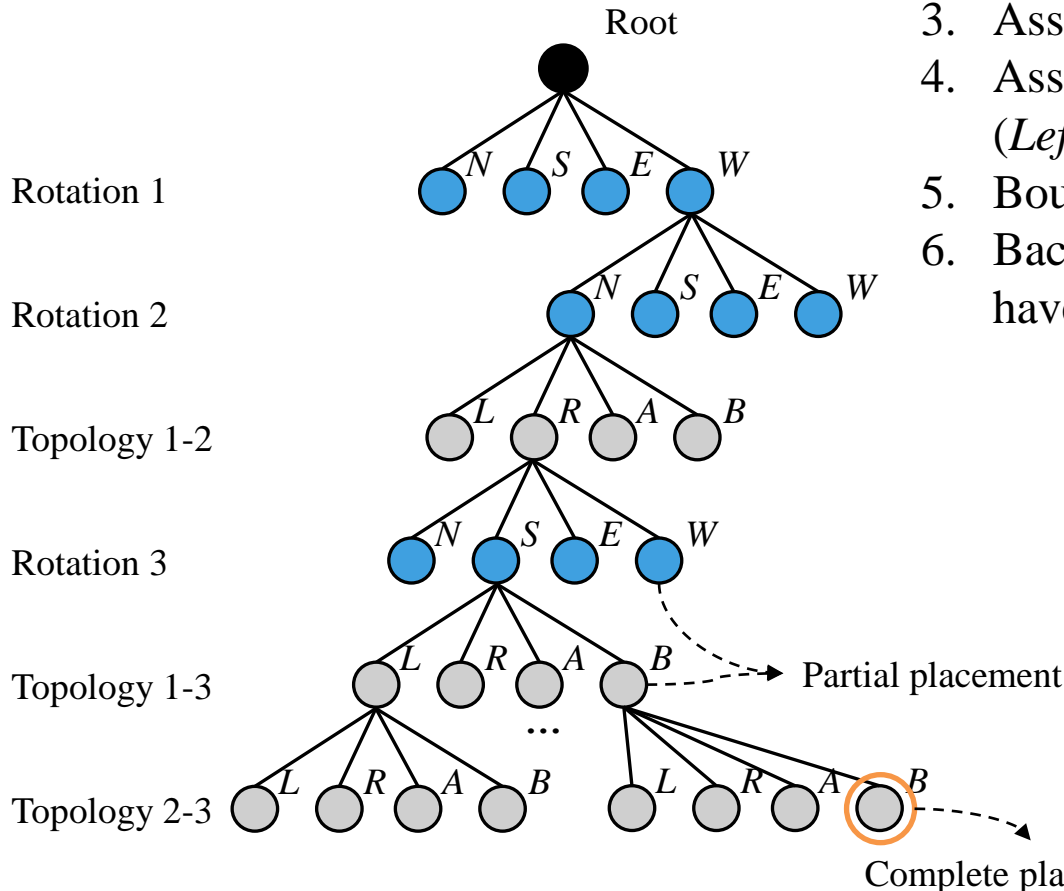 Root
3. Ass
4. Ass
(Lef
5. Bou
6. Bac
have
Rotation 1
N S E W
Rotation 2
N S E W
Topology 1-2
L R A B
Rotation 3
N S E W
Topology 1-3
L R A B
Partial placement
...
Topology 2-3
L R A B L R A B
Complete pla